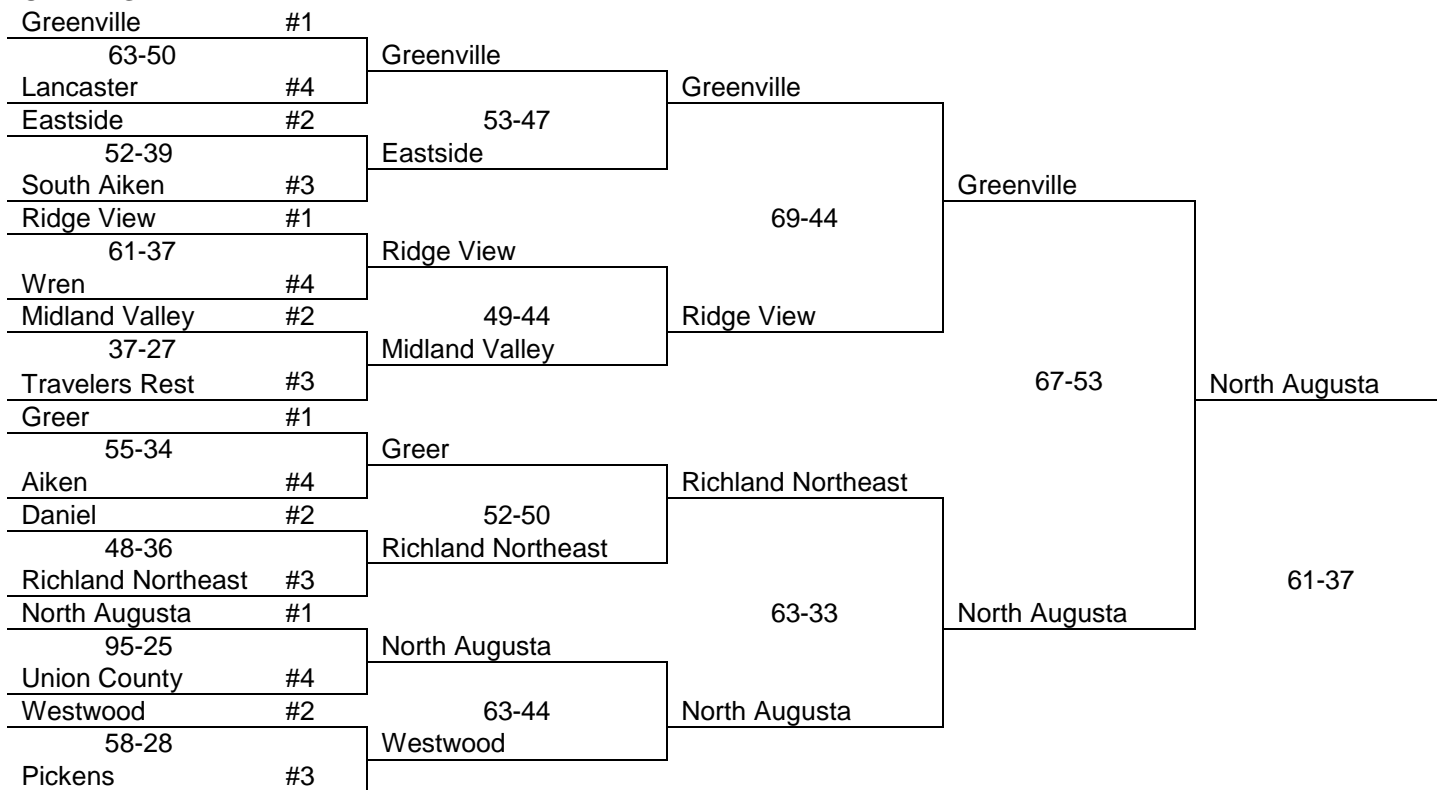 Greenville #1
63-50 Greenville
Lancaster #4 Greenville
Eastside #2 53-47
52-39 Eastside
South Aiken #3 Greenville
Ridge View #1 69-44
61-37 Ridge View
Wren #4
Midland Valley #2 49-44 Ridge View
37-27 Midland Valley
Travelers Rest #3 67-53 North Augusta
Greer #1
55-34 Greer
Aiken #4 Richland Northeast
Daniel #2 52-50
48-36 Richland Northeast
Richland Northeast #3 61-37
North Augusta #1 63-33 North Augusta
95-25 North Augusta
Union County #4
Westwood #2 63-44 North Augusta
58-28 Westwood
Pickens #3